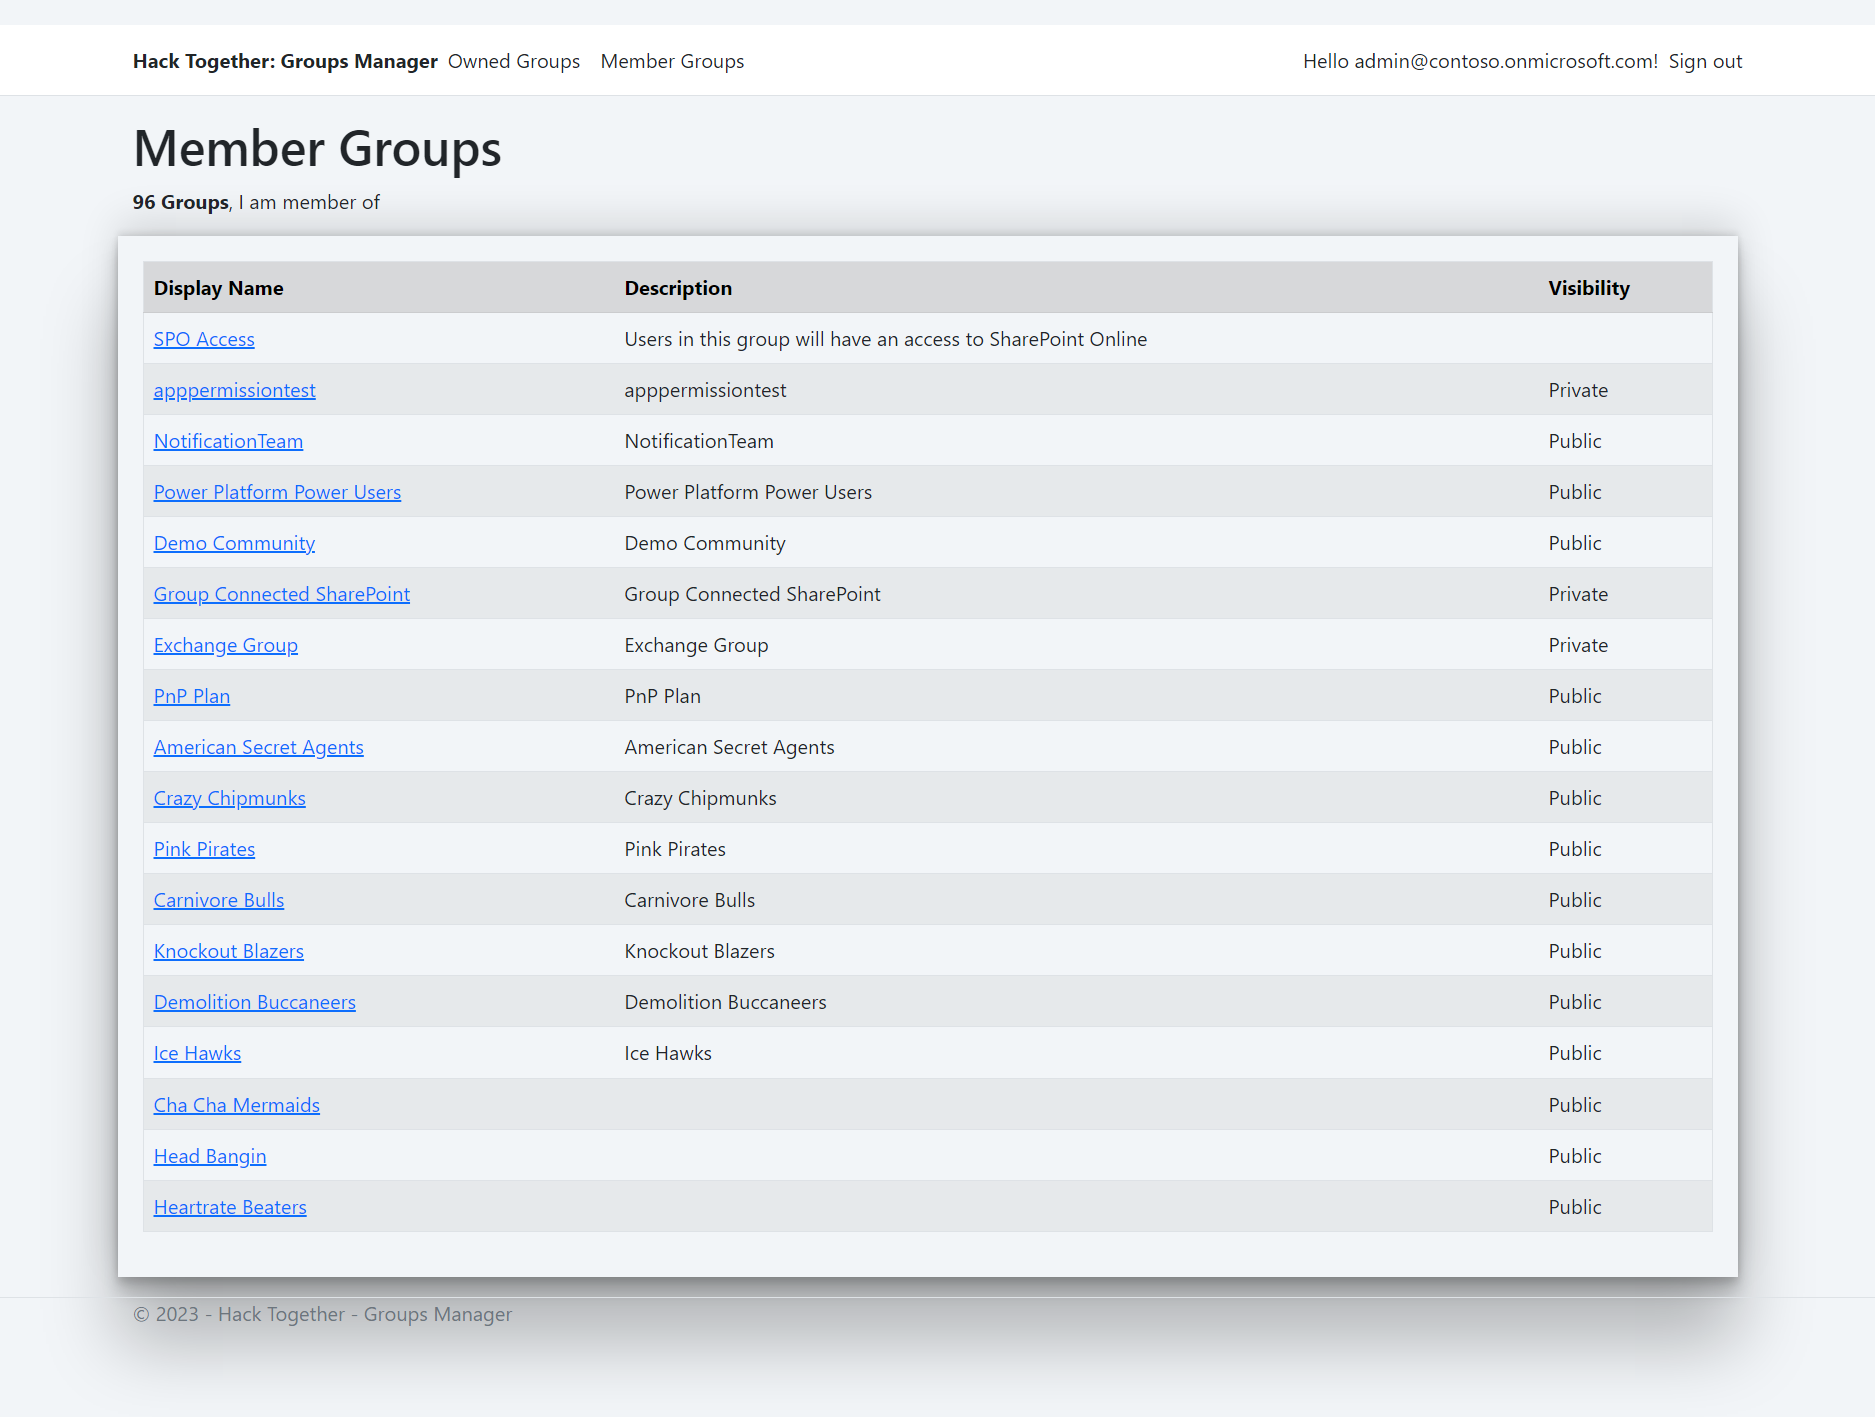 Hack Together: Groups Manager Owned Groups Member Groups Hello admin@contoso.onmicrosoft.com! Sign out
Member Groups
96 Groups, I am member of
Display Name Description Visibility
SPO Access Users in this group will have an access to SharePoint Online
apppermissiontest apppermissiontest Private
NotificationTeam NotificationTeam Public
Power Platform Power Users Power Platform Power Users Public
Demo Community Demo Community Public
Group Connected SharePoint Group Connected SharePoint Private
Exchange Group Exchange Group Private
PnP Plan PnP Plan Public
American Secret Agents American Secret Agents Public
Crazy Chipmunks Crazy Chipmunks Public
Pink Pirates Pink Pirates Public
Carnivore Bulls Carnivore Bulls Public
Knockout Blazers Knockout Blazers Public
Demolition Buccaneers Demolition Buccaneers Public
Ice Hawks Ice Hawks Public
Cha Cha Mermaids Public
Head Bangin Public
Heartrate Beaters Public
© 2023 - Hack Together - Groups Manager